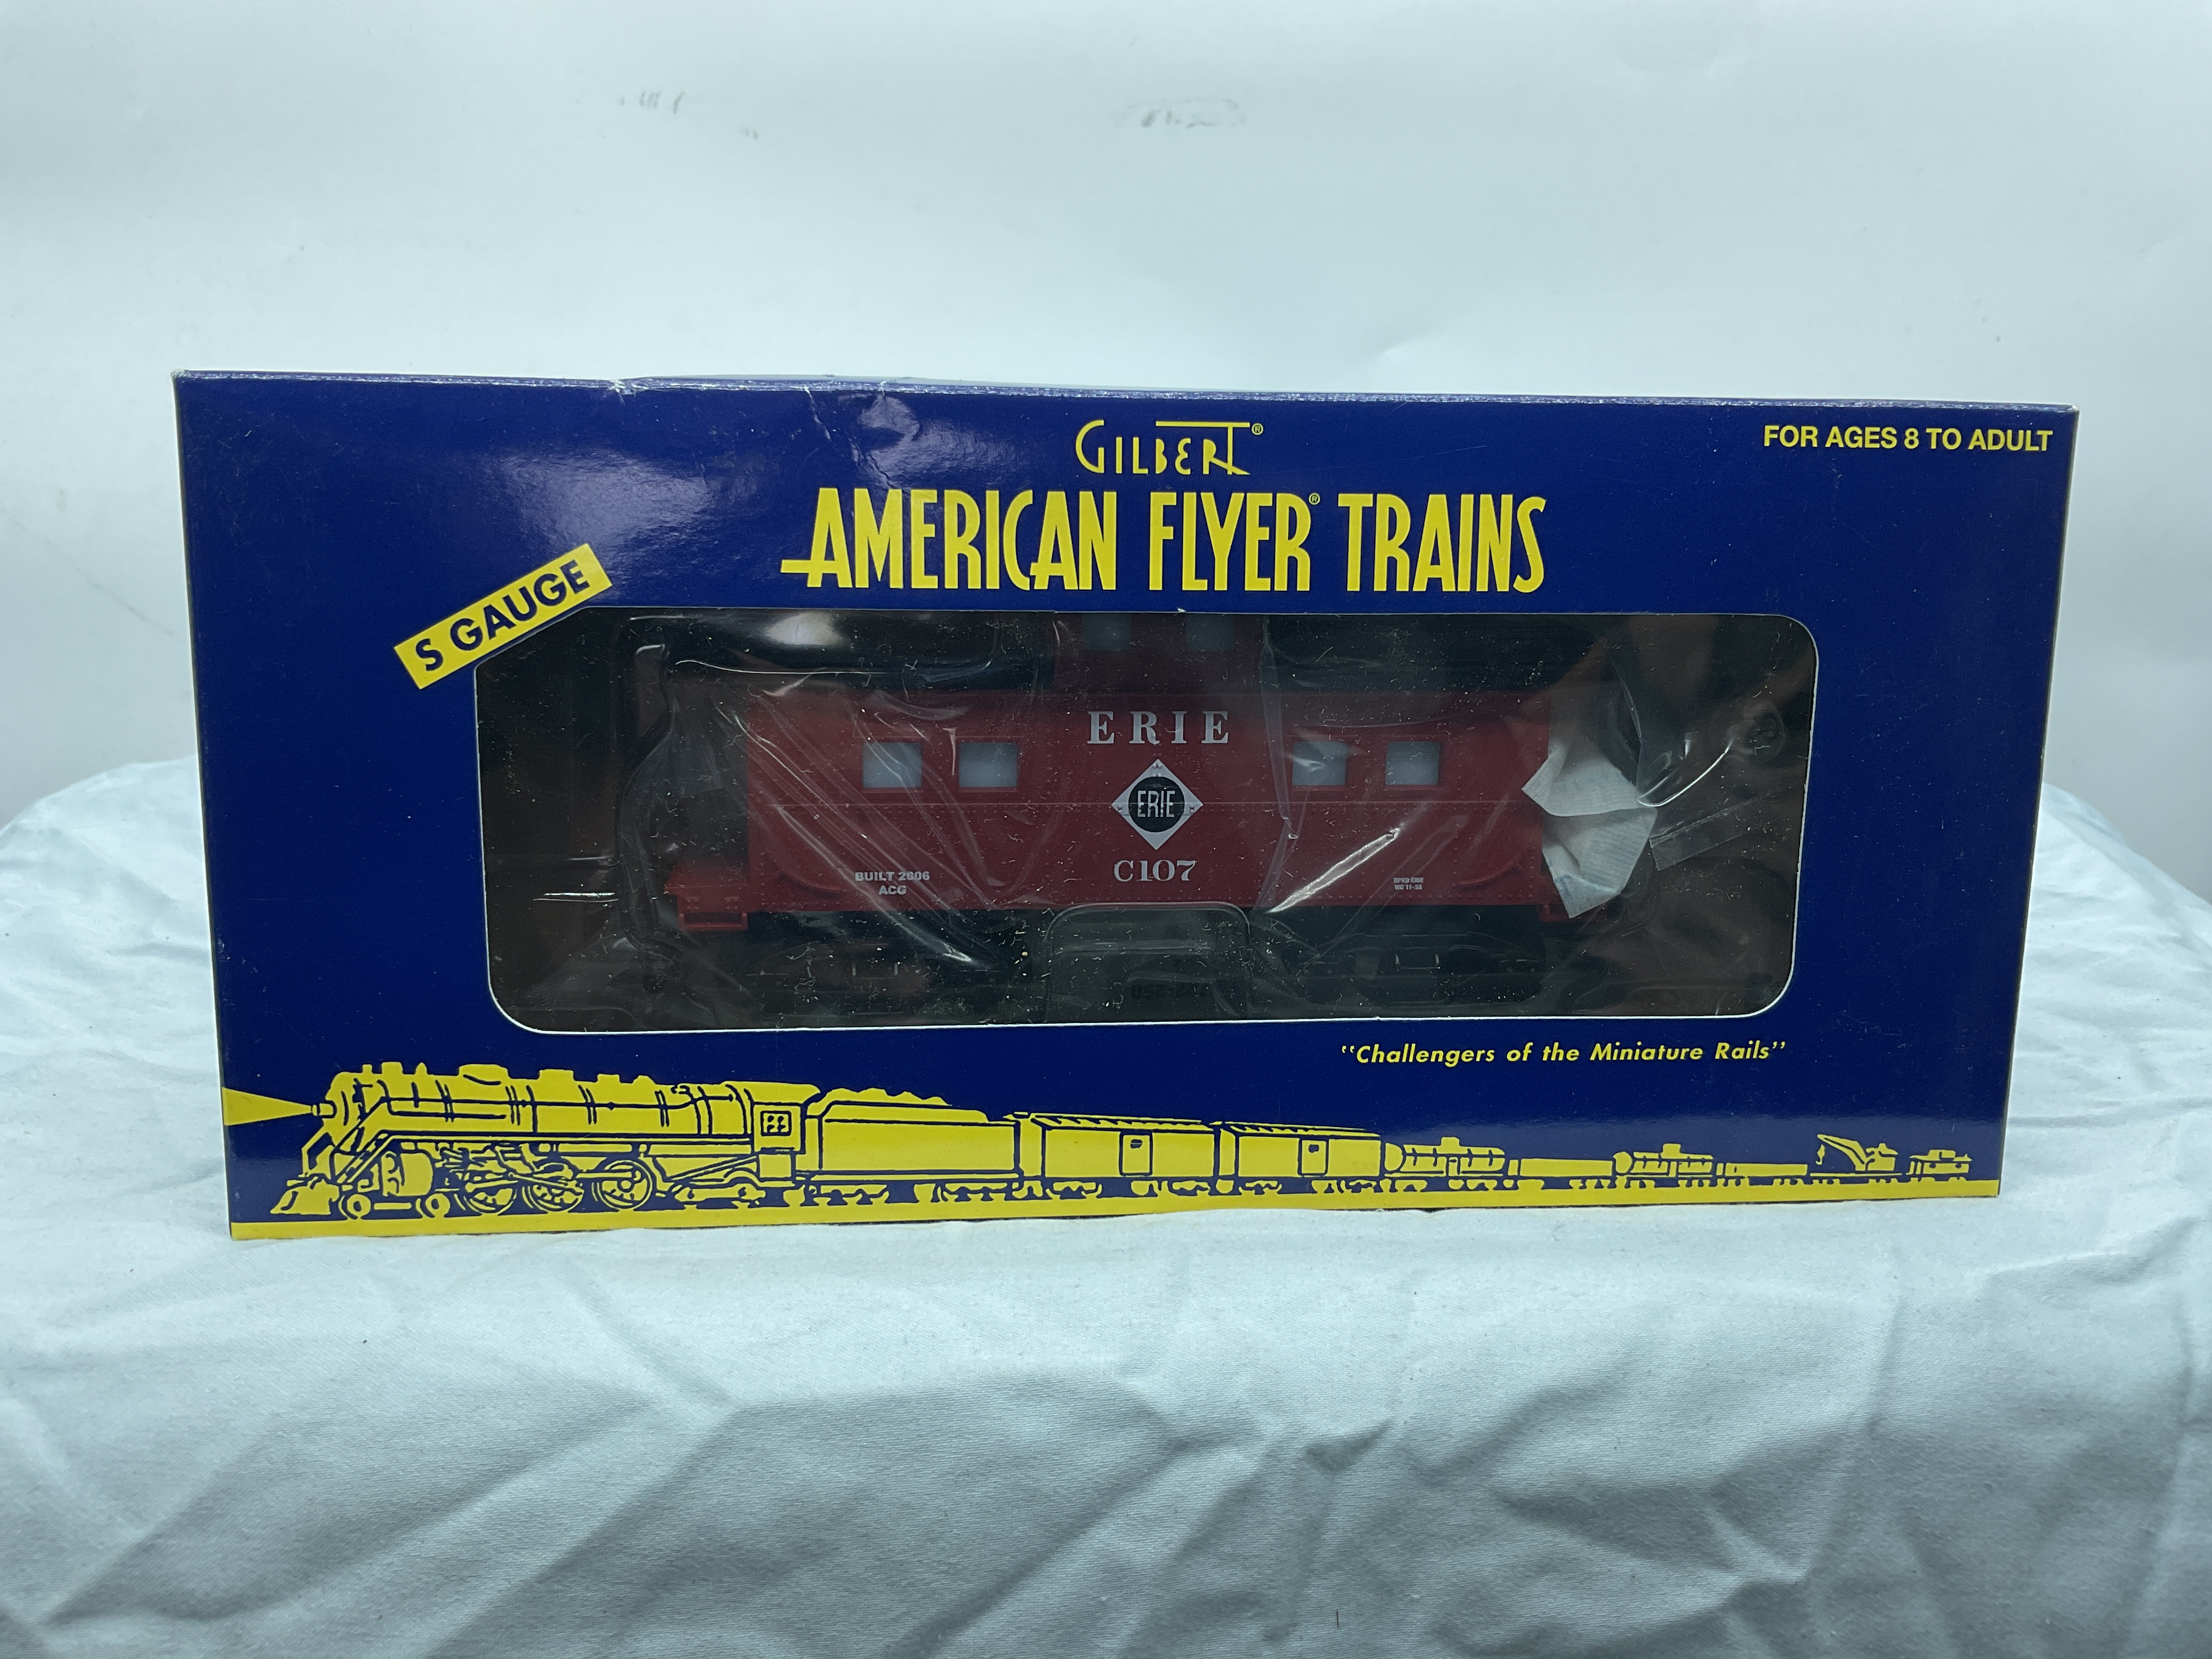 GILBERT®
FOR AGES 8 TO ADULT
AMERICAN FLYER® TRAINS
S GAUGE
ERIE
ERIE
C107
BUILT 2006
ACG
"Challengers of the Miniature Rails"